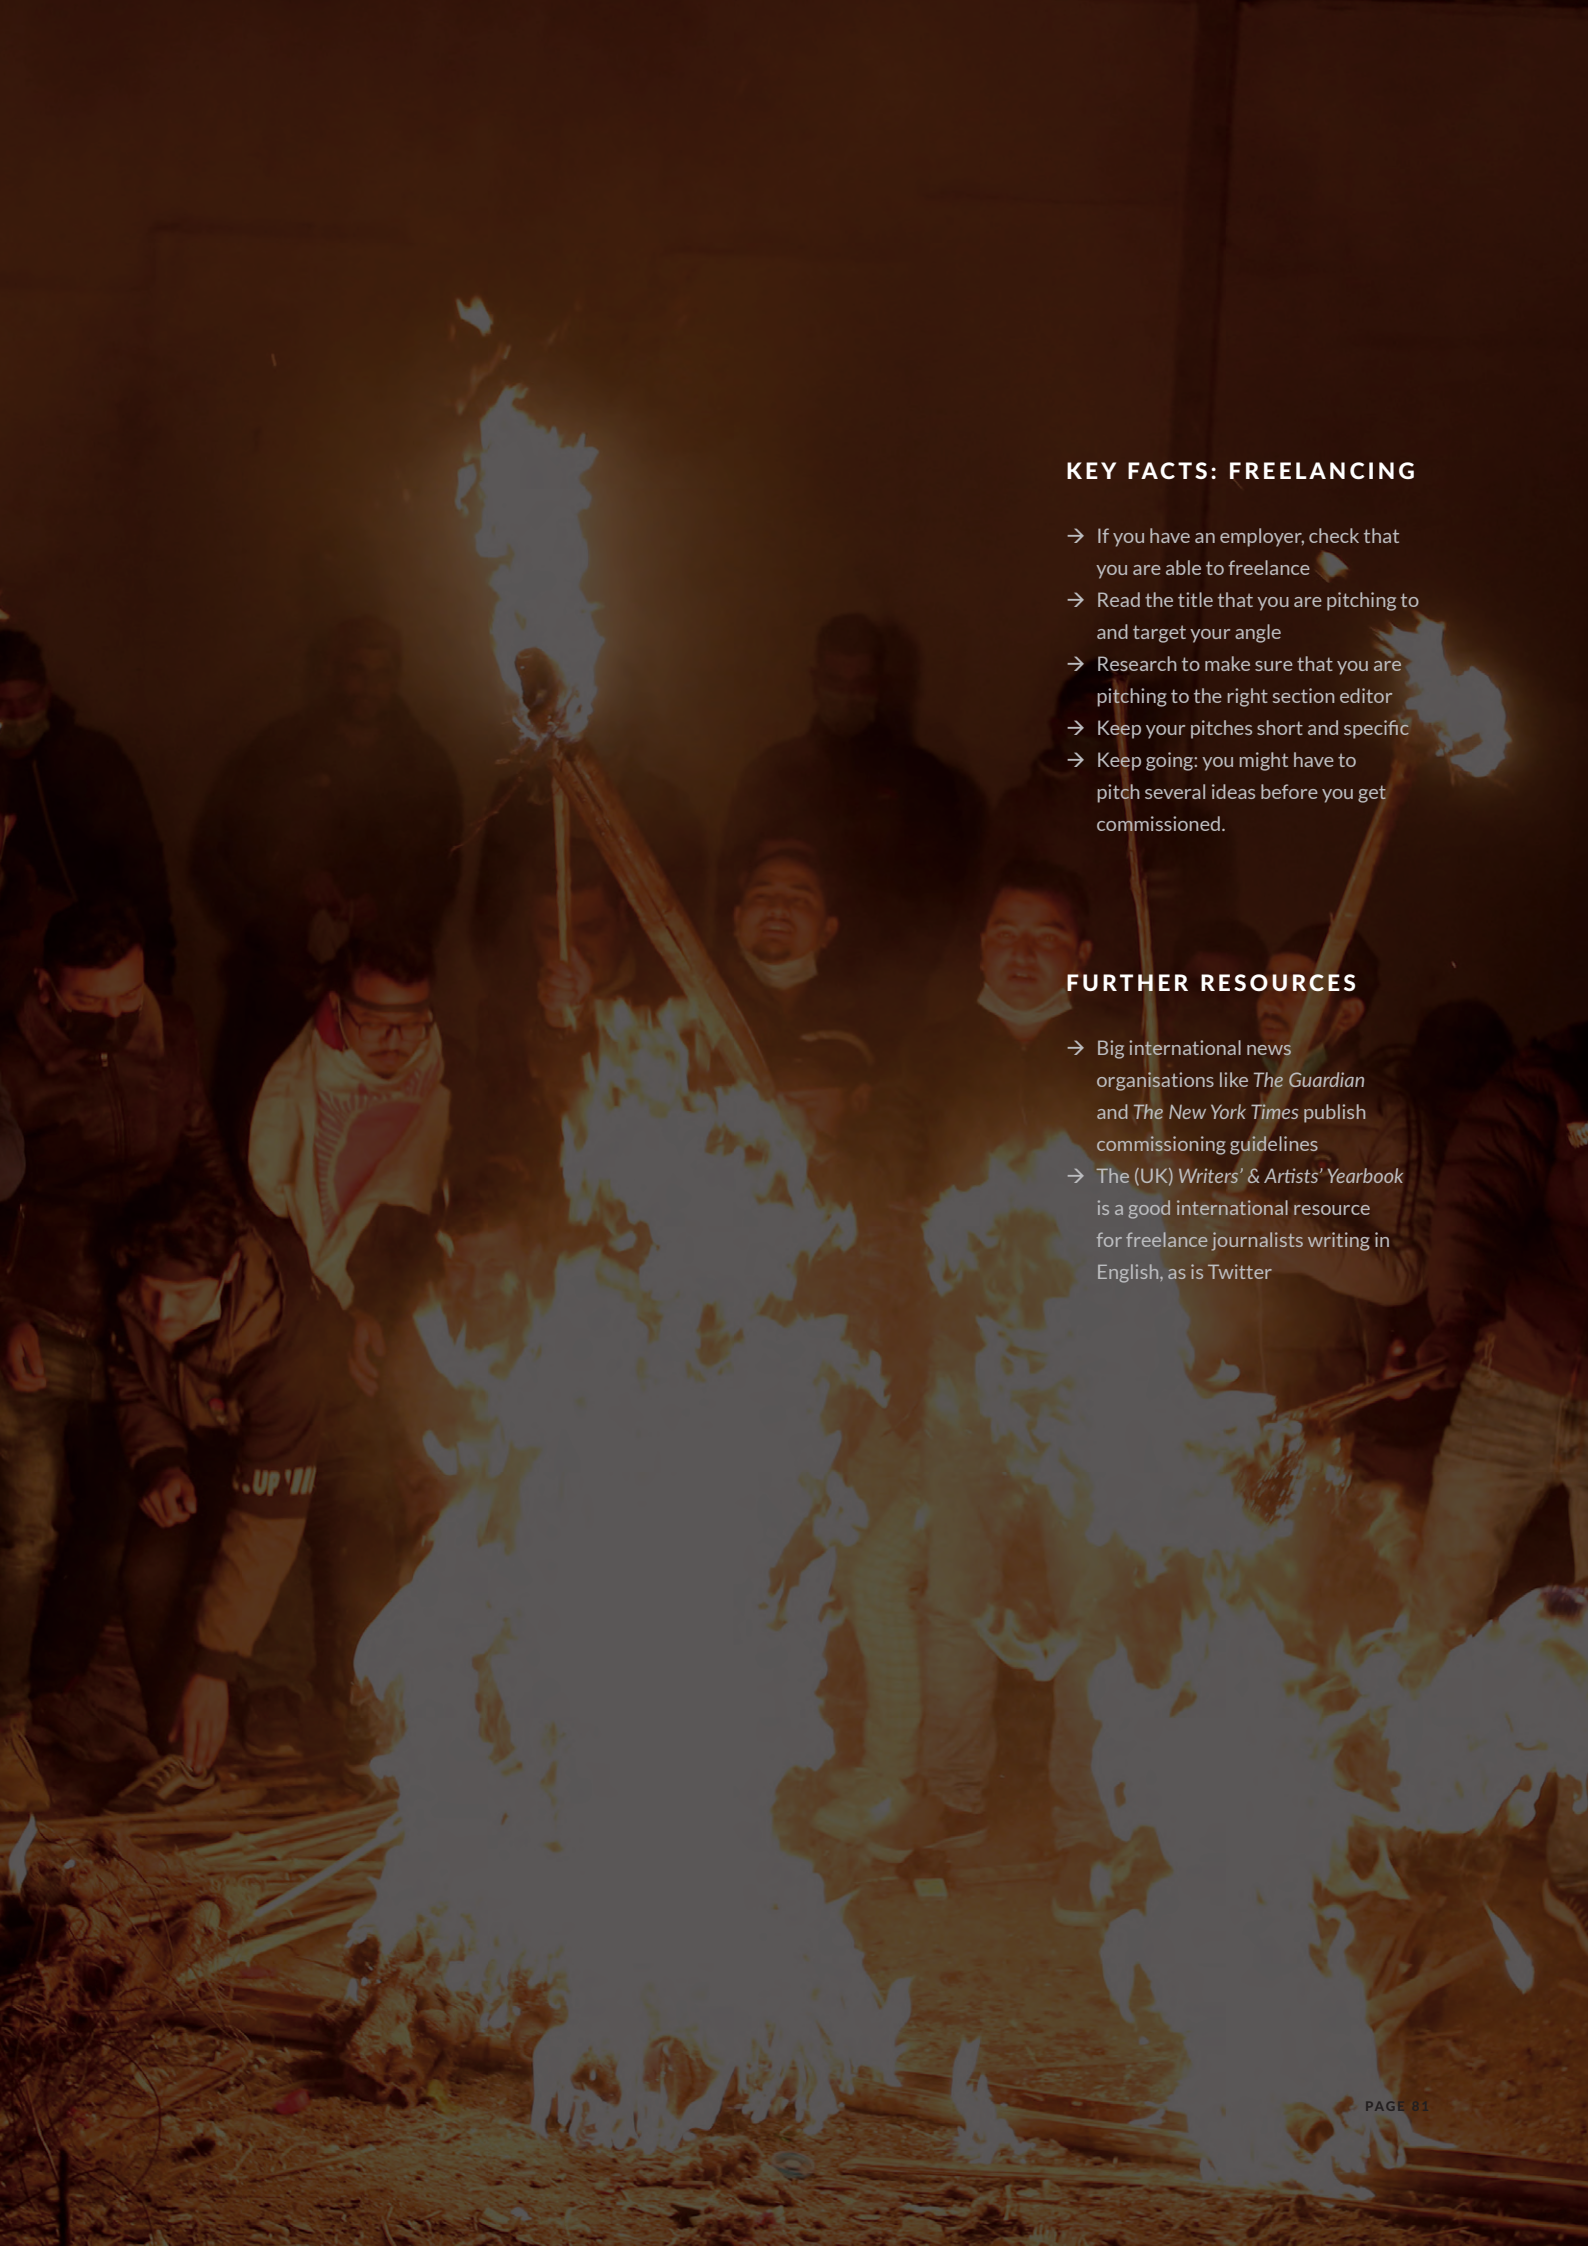 KEY FACTS: FREELANCING
→ If you have an employer, check that
you are able to freelance
→ Read the title that you are pitching to
and target your angle
→ Research to make sure that you are
pitching to the right section editor
→ Keep your pitches short and specific
→ Keep going: you might have to
pitch several ideas before you get
commissioned.
FURTHER RESOURCES
→ Big international news
organisations like The Guardian
and The New York Times publish
commissioning guidelines
→ The (UK) Writers’ & Artists’ Yearbook
is a good international resource
for freelance journalists writing in
English, as is Twitter
UP
PAGE 81